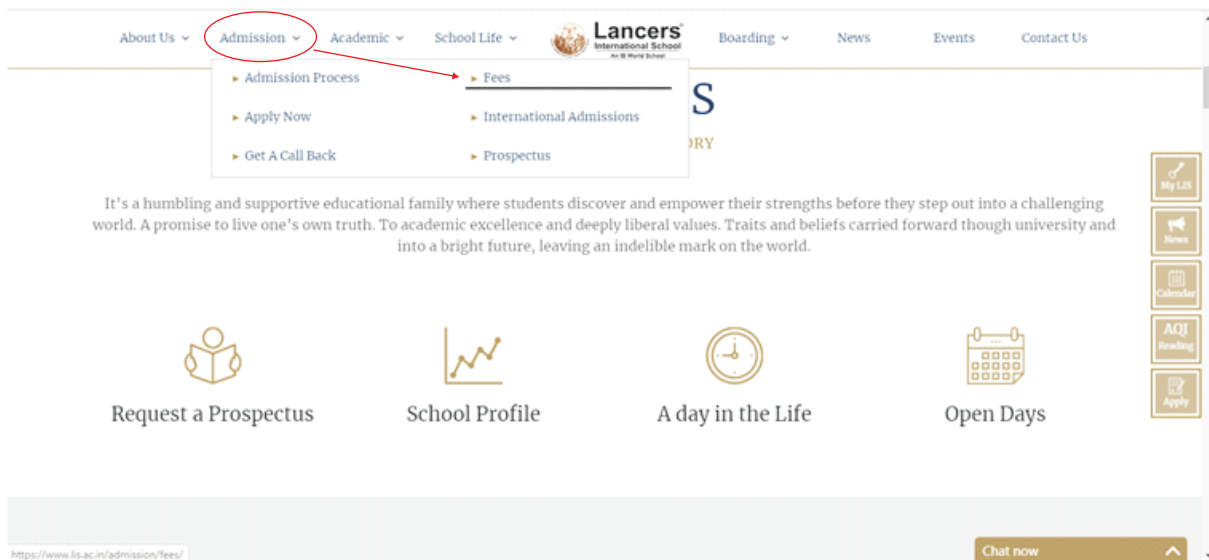 About Us Admission Academic School Life Lancers International School An IB World School Boarding News Events Contact Us
Admission Process Fees
Apply Now International Admissions
Get A Call Back Prospectus
S
ORY
It's a humbling and supportive educational family where students discover and empower their strengths before they step out into a challenging
world. A promise to live one's own truth. To academic excellence and deeply liberal values. Traits and beliefs carried forward though university and
into a bright future, leaving an indelible mark on the world.
My LIS
News
Calendar
AQI
Reading
Apply
Request a Prospectus School Profile A day in the Life Open Days
https://www.lis.ac.in/admission/fees/
Chat now